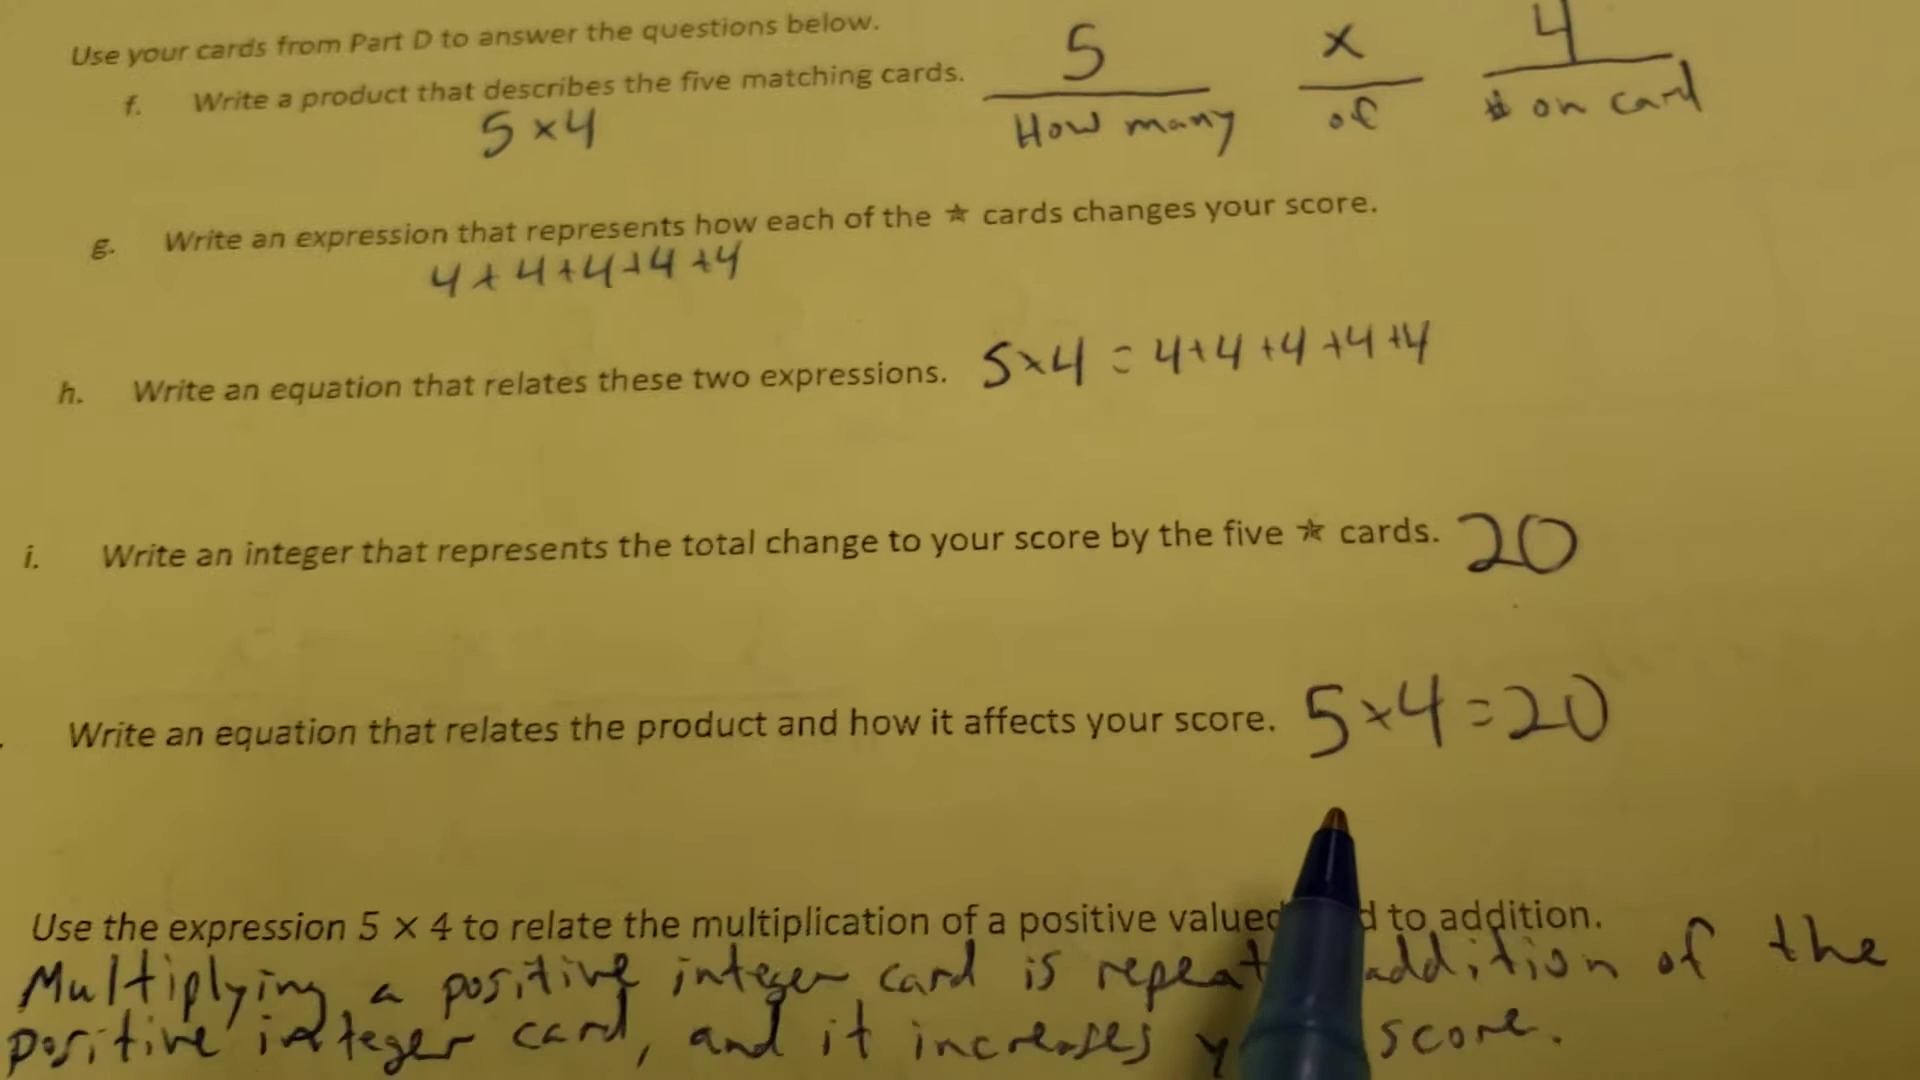 Use your cards from Part D to answer the questions below.
f. Write a product that describes the five matching cards.
5 x 4
How many
x
of
4
# on card
5 × 4
g. Write an expression that represents how each of the ☆ cards changes your score.
4 + 4 + 4 + 4 + 4
h. Write an equation that relates these two expressions. 5 × 4 = 4 + 4 + 4 + 4 + 4
i. Write an integer that represents the total change to your score by the five ☆ cards. 20
Write an equation that relates the product and how it affects your score. 5 × 4 = 20
Use the expression 5 × 4 to relate the multiplication of a positive valued to addition.
Multiplying a positive integer card is repeat addition of the
positive integer card, and it increases score.